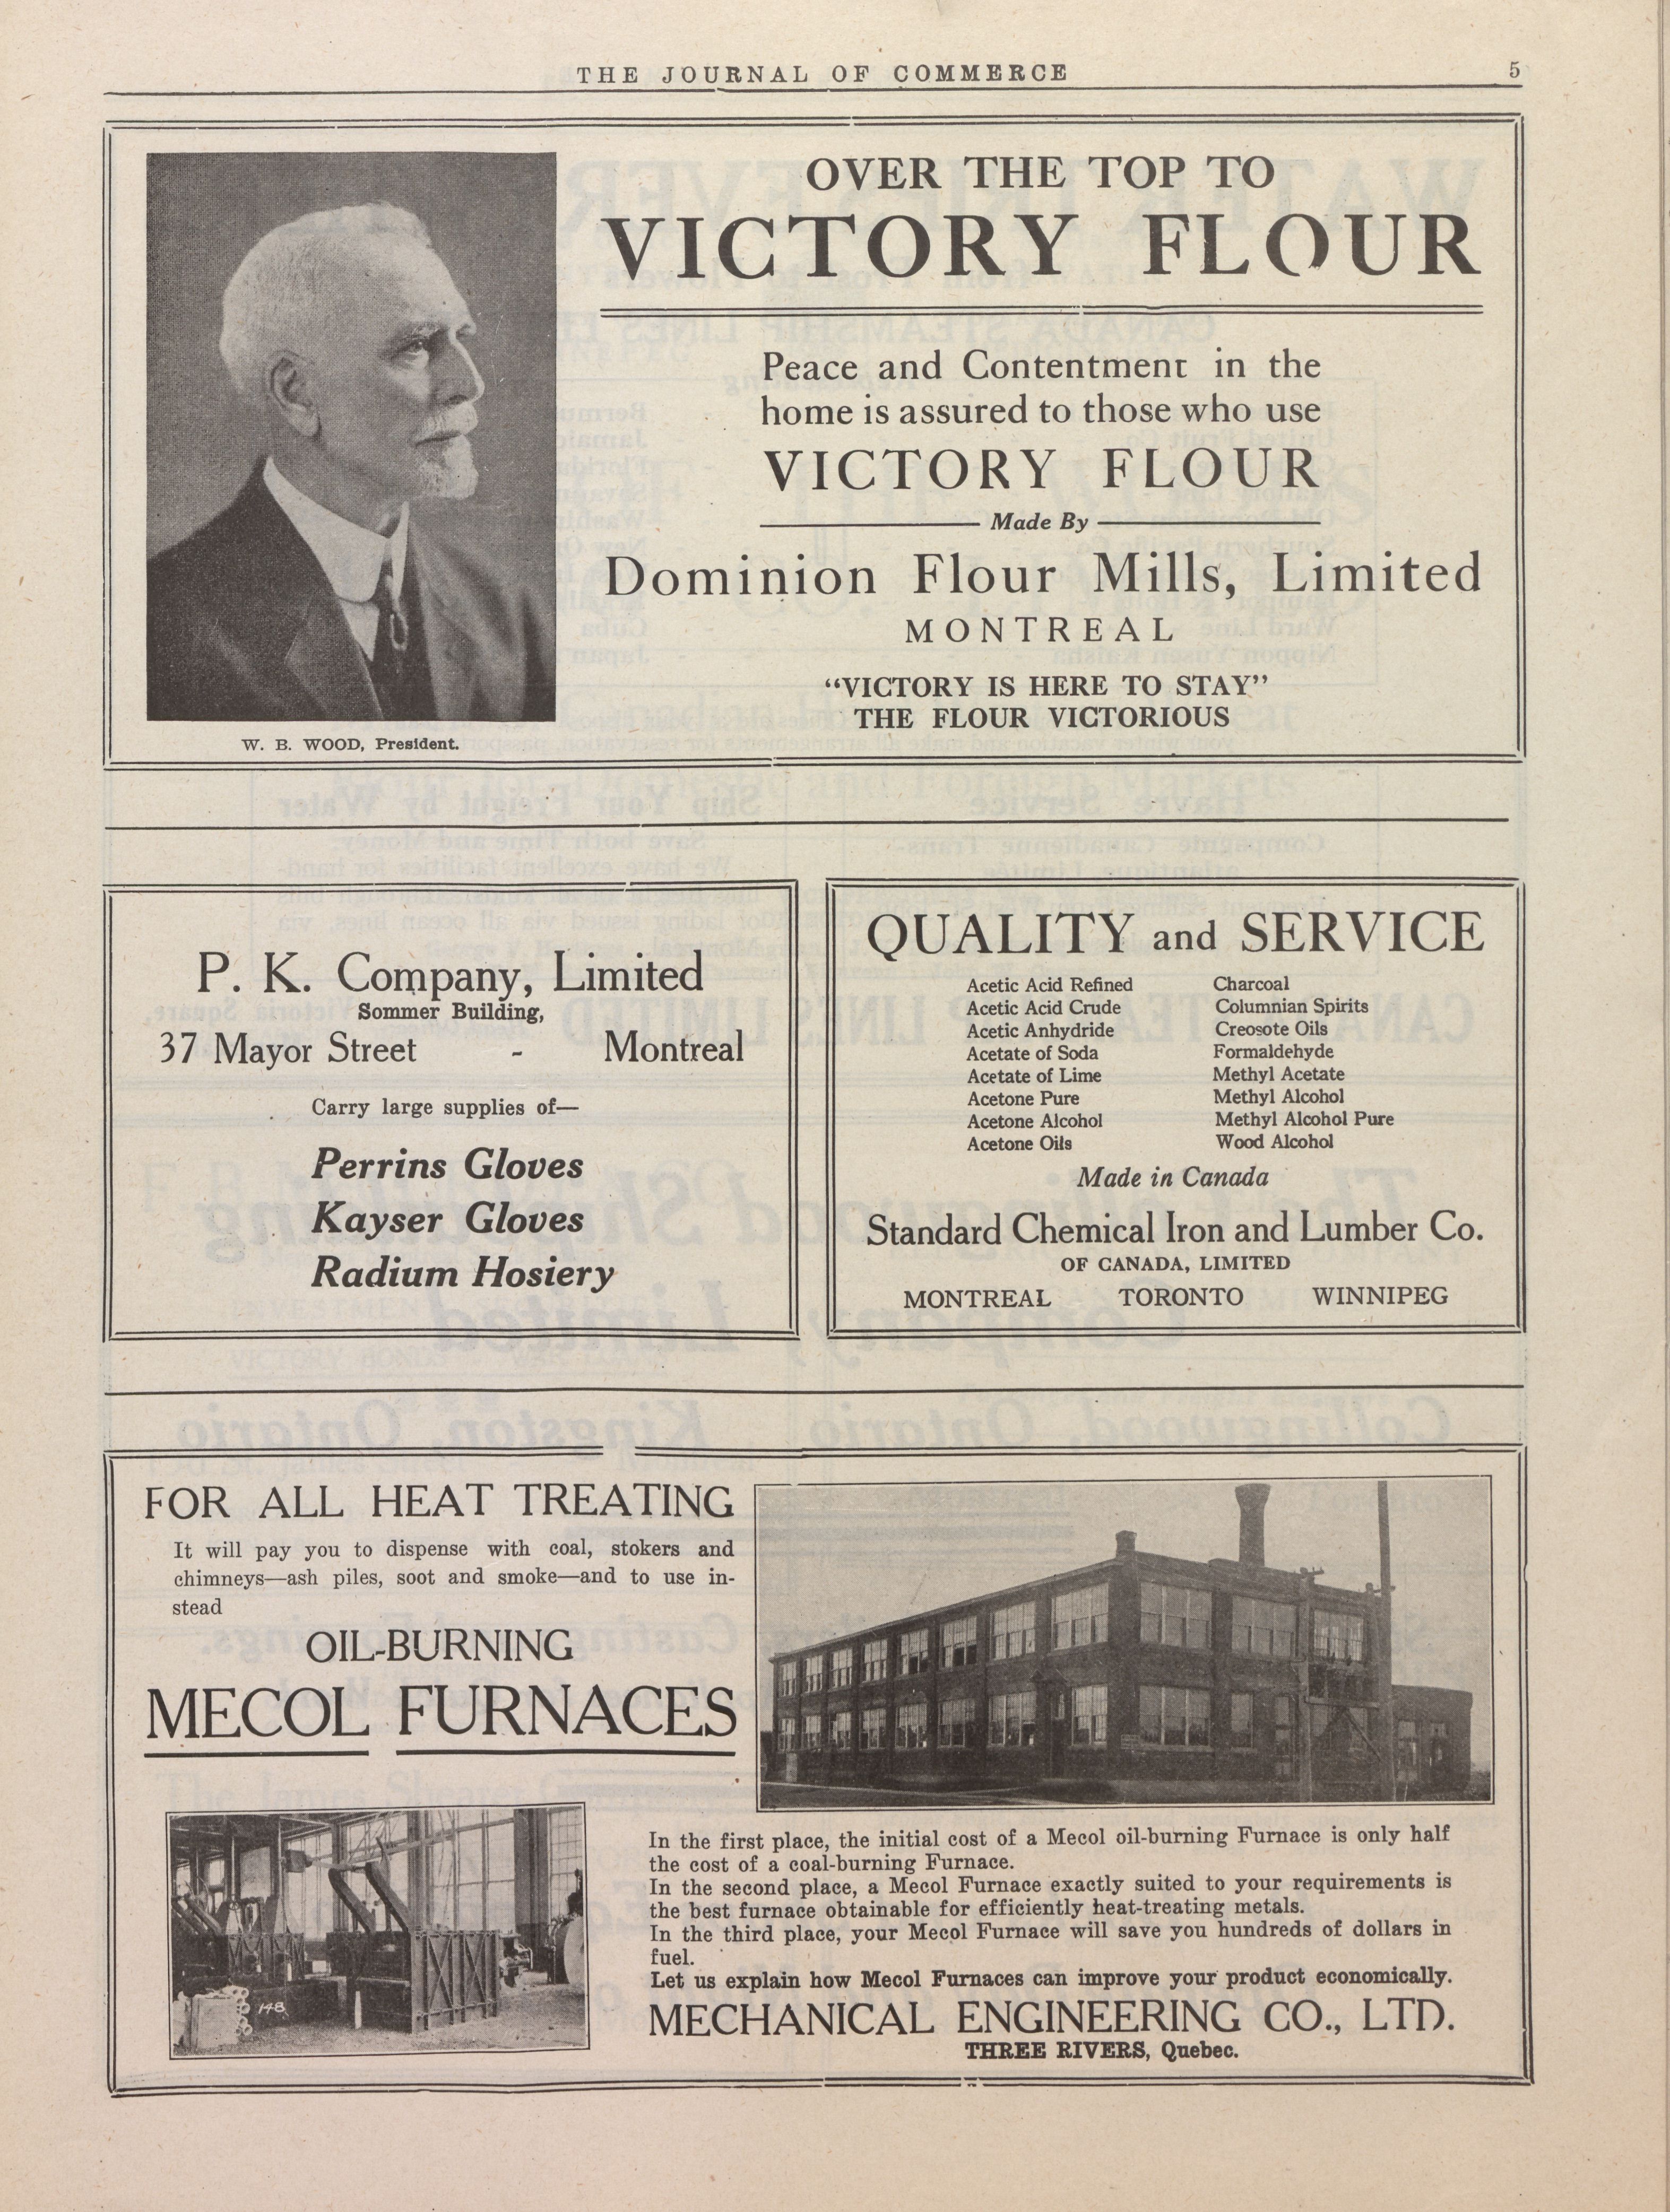 THE JOURNAL OF COMMERCE 5
OVER THE TOP TO
VICTORY FLOUR
Peace and Contentment in the
home is assured to those who use
VICTORY FLOUR
Made By
Dominion Flour Mills, Limited
MONTREAL
“VICTORY IS HERE TO STAY”
THE FLOUR VICTORIOUS
W. B. WOOD, President.
P. K. Company, Limited
Sommer Building,
37 Mayor Street - Montreal
Carry large supplies of—
Perrins Gloves
Kayser Gloves
Radium Hosiery
QUALITY and SERVICE
Acetic Acid Refined
Acetic Acid Crude
Acetic Anhydride
Acetate of Soda
Acetate of Lime
Acetone Pure
Acetone Alcohol
Acetone Oils
Charcoal
Columnian Spirits
Creosote Oils
Formaldehyde
Methyl Acetate
Methyl Alcohol
Methyl Alcohol Pure
Wood Alcohol
Made in Canada
Standard Chemical Iron and Lumber Co.
OF CANADA, LIMITED
MONTREAL TORONTO WINNIPEG
FOR ALL HEAT TREATING
It will pay you to dispense with coal, stokers and
chimneys—ash piles, soot and smoke—and to use in-
stead
OIL-BURNING
MECOL FURNACES
148
In the first place, the initial cost of a Mecol oil-burning Furnace is only half
the cost of a coal-burning Furnace.
In the second place, a Mecol Furnace exactly suited to your requirements is
the best furnace obtainable for efficiently heat-treating metals.
In the third place, your Mecol Furnace will save you hundreds of dollars in
fuel.
Let us explain how Mecol Furnaces can improve your product economically.
MECHANICAL ENGINEERING CO., LTD.
THREE RIVERS, Quebec.